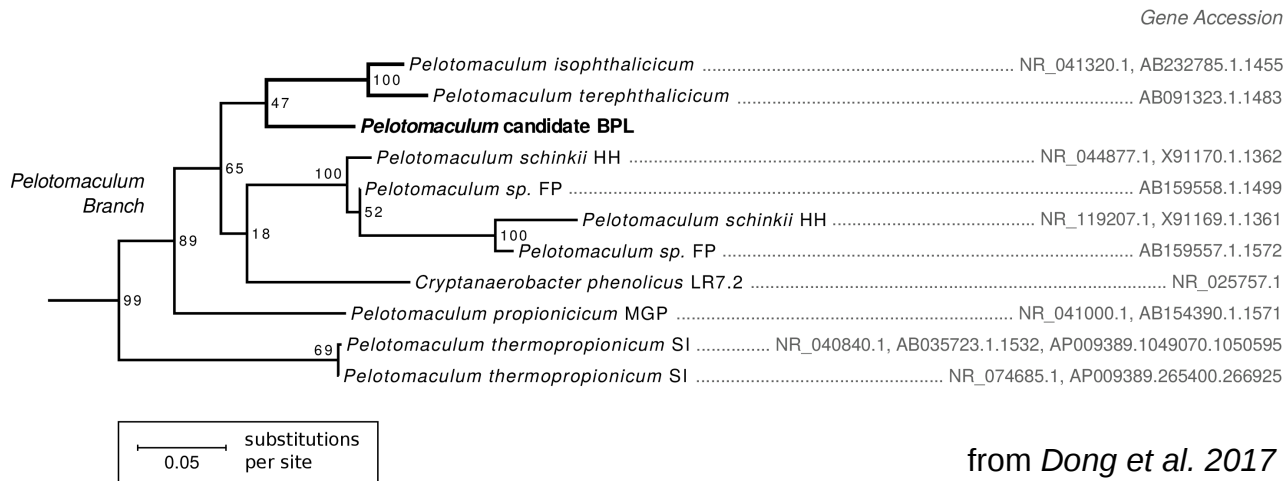 Gene Accession
Pelotomaculum isophthalicicum ... NR_041320.1, AB232785.1.1455
100
Pelotomaculum terephthalicicum ... AB091323.1.1483
47
Pelotomaculum candidate BPL
Pelotomaculum schinkii HH ... NR_044877.1, X91170.1.1362
65
100
Pelotomaculum Branch
Pelotomaculum sp. FP ... AB159558.1.1499
52
Pelotomaculum schinkii HH ... NR_119207.1, X91169.1.1361
18
100
89
Pelotomaculum sp. FP ... AB159557.1.1572
Cryptanaerobacter phenolicus LR7.2 ... NR_025757.1
99
Pelotomaculum propionicicum MGP ... NR_041000.1, AB154390.1.1571
69
Pelotomaculum thermopropionicum SI ... NR_040840.1, AB035723.1.1532, AP009389.1049070.1050595
Pelotomaculum thermopropionicum SI ... NR_074685.1, AP009389.265400.266925
substitutions
per site
0.05
from Dong et al. 2017